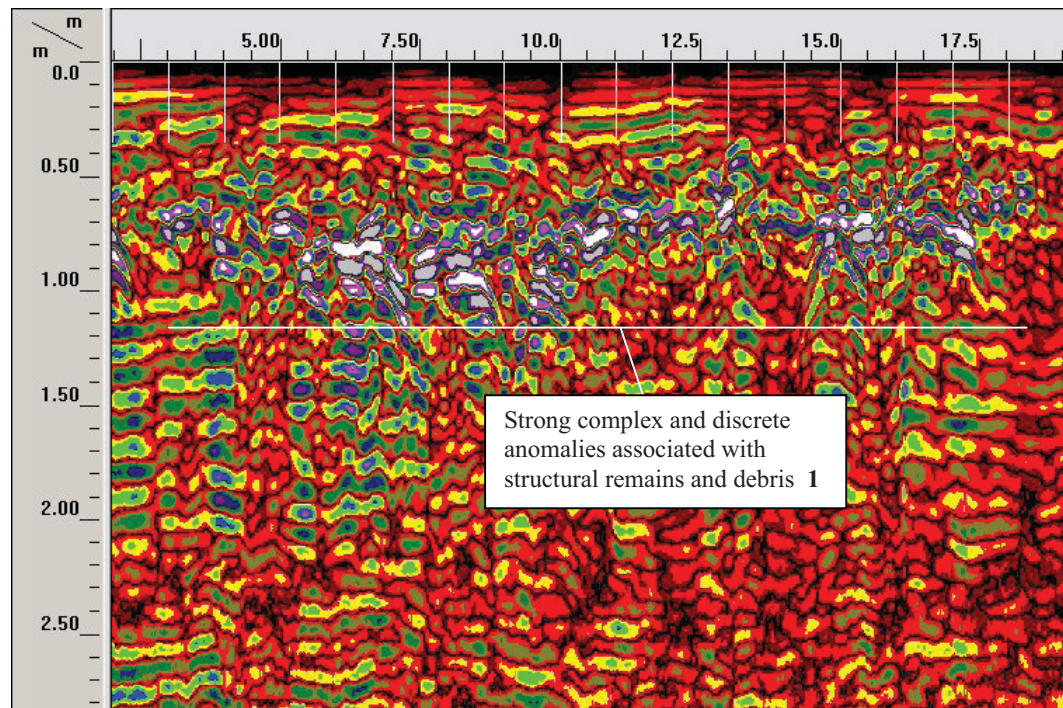 m
m
5.00 7.50 10.0 12.5 15.0 17.5
0.0
0.50
1.00
1.50
2.00
2.50
Strong complex and discrete
anomalies associated with
structural remains and debris 1